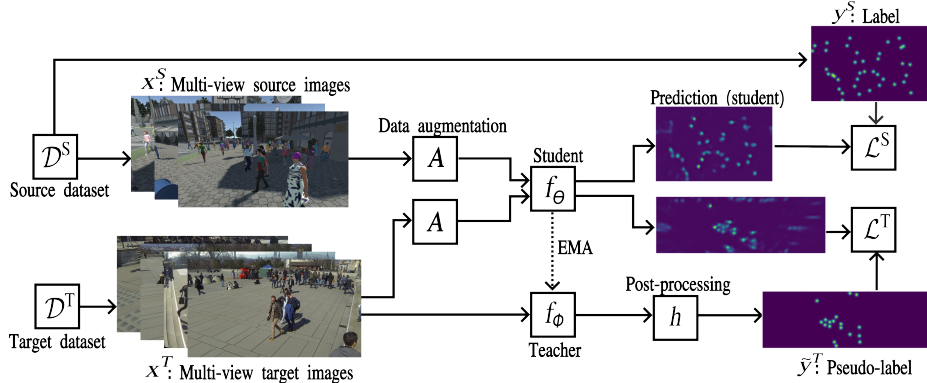 y^S: Label
x^S: Multi-view source images
Prediction (student)
Data augmentation
𝒟^S
A
Student
f_θ
ℒ^S
Source dataset
A
ℒ^T
EMA
𝒟^T
Post-processing
f_ϕ
h
Target dataset
Teacher
x^T: Multi-view target images
ỹ^T: Pseudo-label